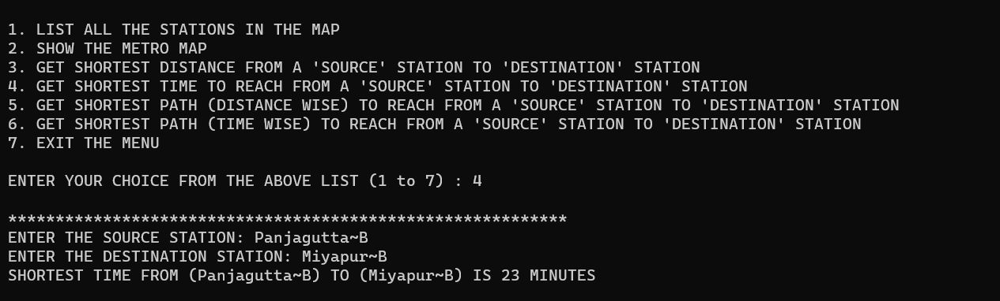 1. LIST ALL THE STATIONS IN THE MAP
2. SHOW THE METRO MAP
3. GET SHORTEST DISTANCE FROM A 'SOURCE' STATION TO 'DESTINATION' STATION
4. GET SHORTEST TIME TO REACH FROM A 'SOURCE' STATION TO 'DESTINATION' STATION
5. GET SHORTEST PATH (DISTANCE WISE) TO REACH FROM A 'SOURCE' STATION TO 'DESTINATION' STATION
6. GET SHORTEST PATH (TIME WISE) TO REACH FROM A 'SOURCE' STATION TO 'DESTINATION' STATION
7. EXIT THE MENU
ENTER YOUR CHOICE FROM THE ABOVE LIST (1 to 7) : 4
***********************************************************
ENTER THE SOURCE STATION: Panjagutta~B
ENTER THE DESTINATION STATION: Miyapur~B
SHORTEST TIME FROM (Panjagutta~B) TO (Miyapur~B) IS 23 MINUTES